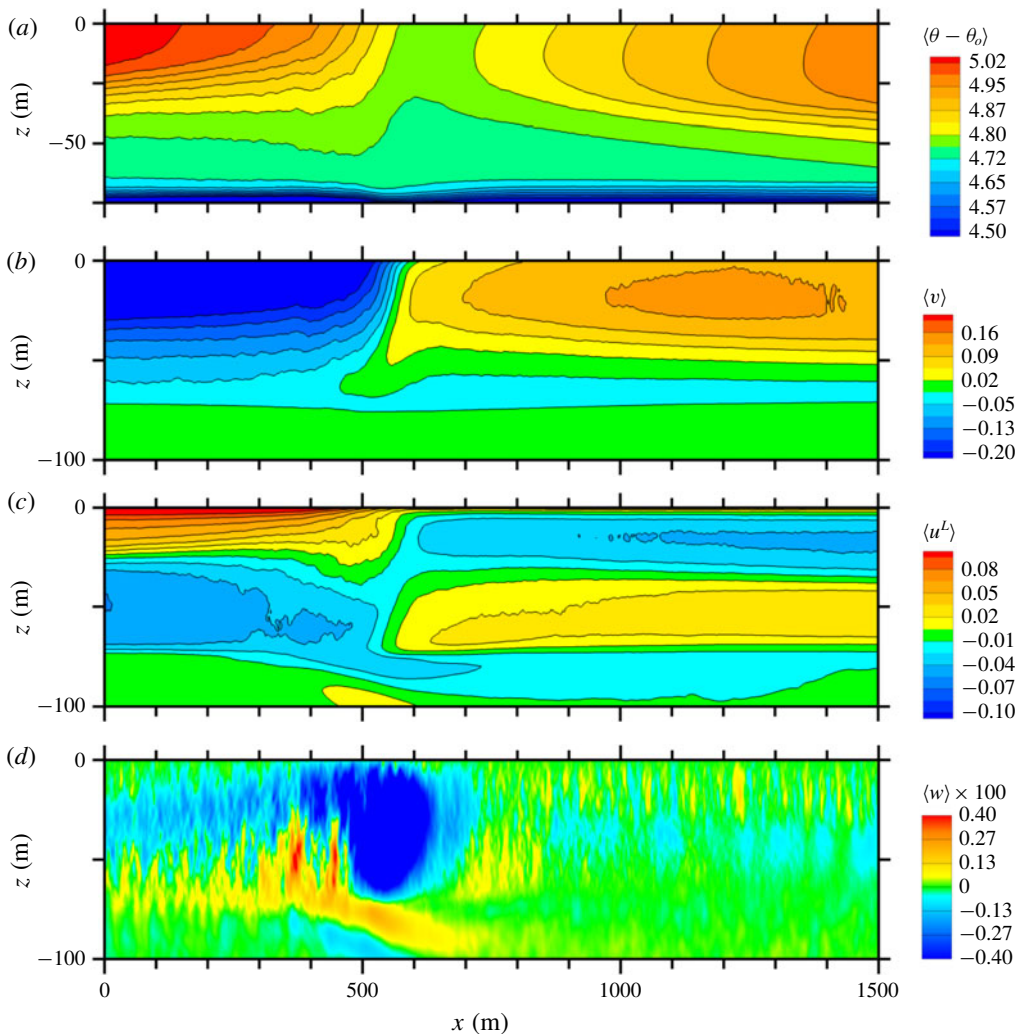 (a)
0
−50
z (m)
⟨θ − θₒ⟩
5.02
4.95
4.87
4.80
4.72
4.65
4.57
4.50
(b)
0
−100
z (m)
⟨v⟩
0.16
0.09
0.02
−0.05
−0.13
−0.20
(c)
0
−100
z (m)
⟨uᴸ⟩
0.08
0.05
0.02
−0.01
−0.04
−0.07
−0.10
(d)
0
−100
z (m)
⟨w⟩ × 100
0.40
0.27
0.13
0
−0.13
−0.27
−0.40
0 500 1000 1500
x (m)